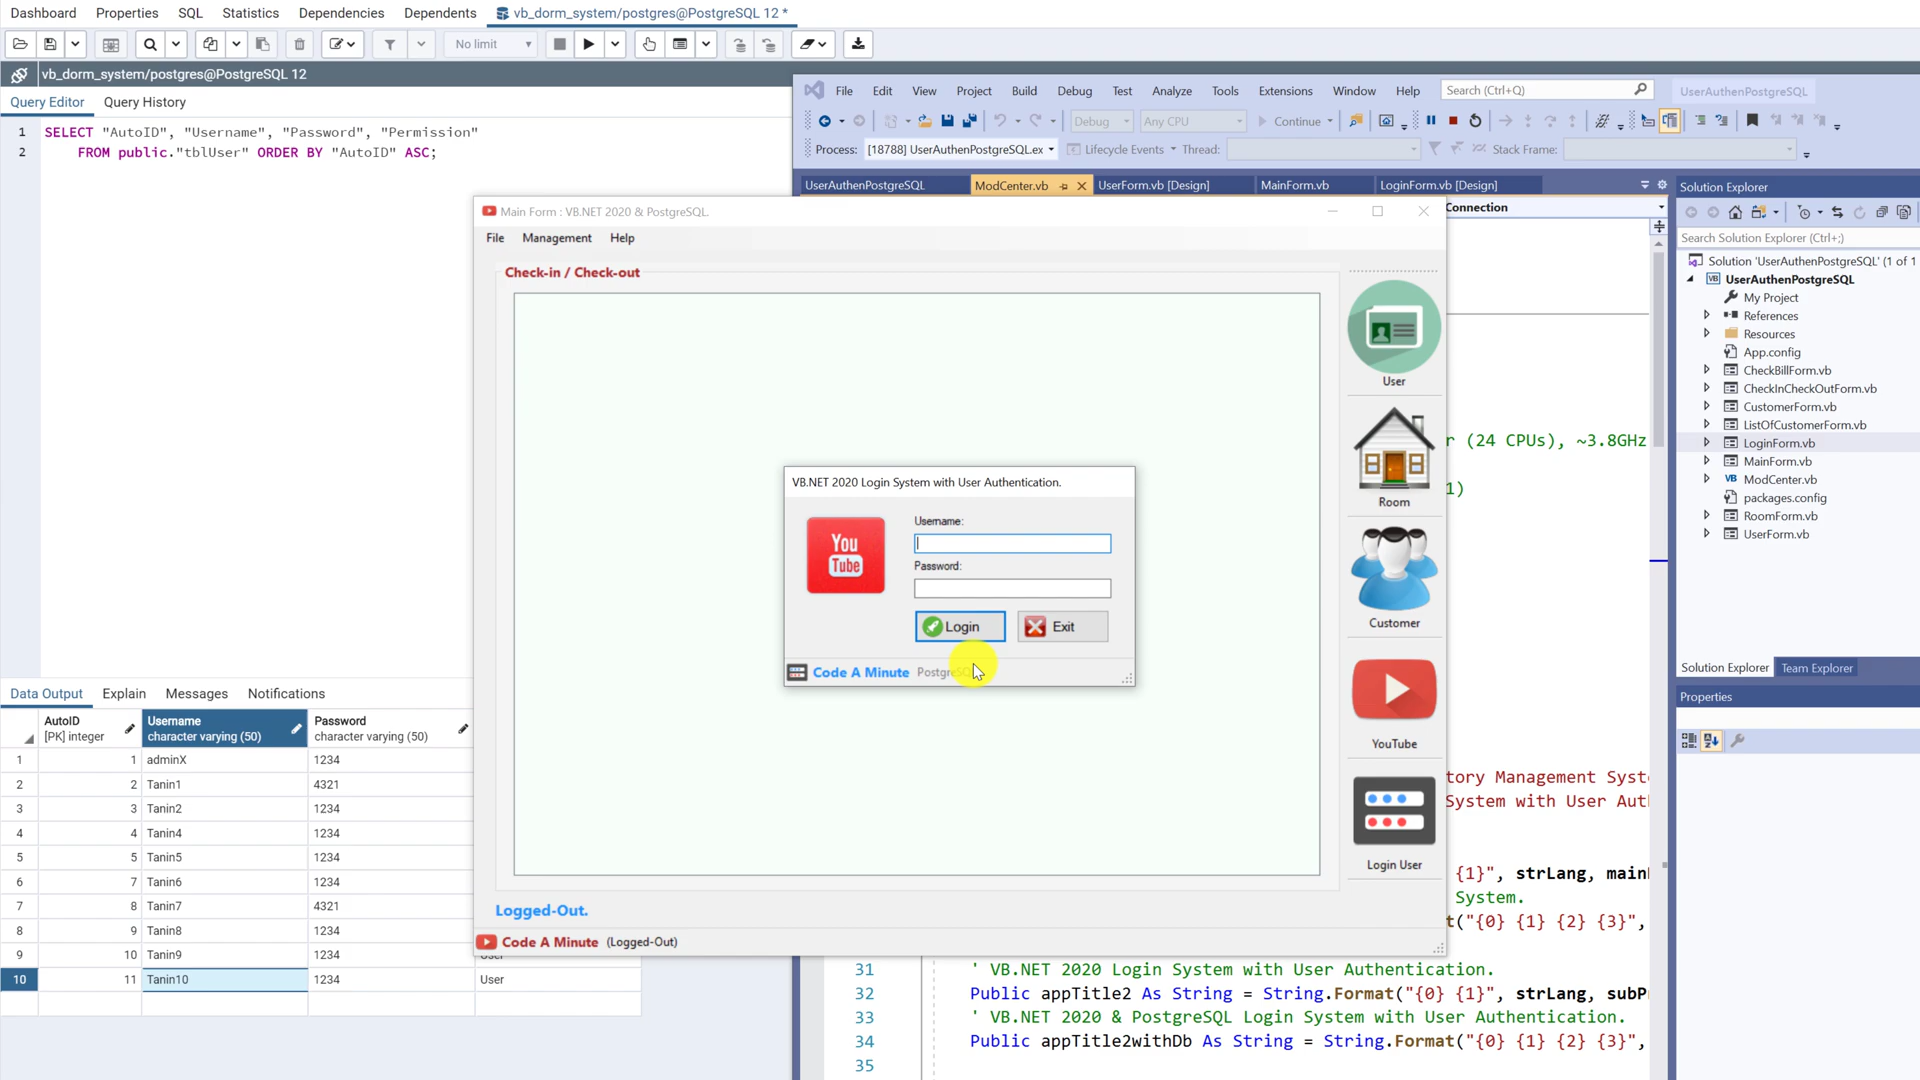 Dashboard Properties SQL Statistics Dependencies Dependents vb_dorm_system/postgres@PostgreSQL 12 *
No limit
vb_dorm_system/postgres@PostgreSQL 12
Query Editor Query History
1 SELECT "AutoID", "Username", "Password", "Permission"
2 FROM public."tblUser" ORDER BY "AutoID" ASC;
File Edit View Project Build Debug Test Analyze Tools Extensions Window Help Search (Ctrl+Q) UserAuthenPostgreSQL
Debug Any CPU Continue
Process: [18788] UserAuthenPostgreSQL.ex Lifecycle Events Thread: Stack Frame:
UserAuthenPostgreSQL ModCenter.vb UserForm.vb [Design] MainForm.vb LoginForm.vb [Design]
Connection
Main Form : VB.NET 2020 & PostgreSQL.
File Management Help
Check-in / Check-out
User
Room
Customer
YouTube
Login User
VB.NET 2020 Login System with User Authentication.
You
Tube
Username:
Password:
Login Exit
Code A Minute
Logged-Out.
Code A Minute (Logged-Out)
r (24 CPUs), ~3.8GHz
1)
tory Management Syst
System with User Aut
{1}", strLang, main
System.
t("{0} {1} {2} {3}",
31 ' VB.NET 2020 Login System with User Authentication.
32 Public appTitle2 As String = String.Format("{0} {1}", strLang, subP
33 ' VB.NET 2020 & PostgreSQL Login System with User Authentication.
34 Public appTitle2withDb As String = String.Format("{0} {1} {2} {3}",
35
Solution Explorer
Search Solution Explorer (Ctrl+;)
Solution 'UserAuthenPostgreSQL' (1 of 1
UserAuthenPostgreSQL
My Project
References
Resources
App.config
CheckBillForm.vb
CheckInCheckOutForm.vb
CustomerForm.vb
ListOfCustomerForm.vb
LoginForm.vb
MainForm.vb
ModCenter.vb
packages.config
RoomForm.vb
UserForm.vb
Solution Explorer Team Explorer
Properties
Data Output Explain Messages Notifications
AutoID Username Password
[PK] integer character varying (50) character varying (50)
1 1 adminX 1234
2 2 Tanin1 4321
3 3 Tanin2 1234
4 4 Tanin4 1234
5 5 Tanin5 1234
6 7 Tanin6 1234
7 8 Tanin7 4321
8 9 Tanin8 1234
9 10 Tanin9 1234 User
10 11 Tanin10 1234 User